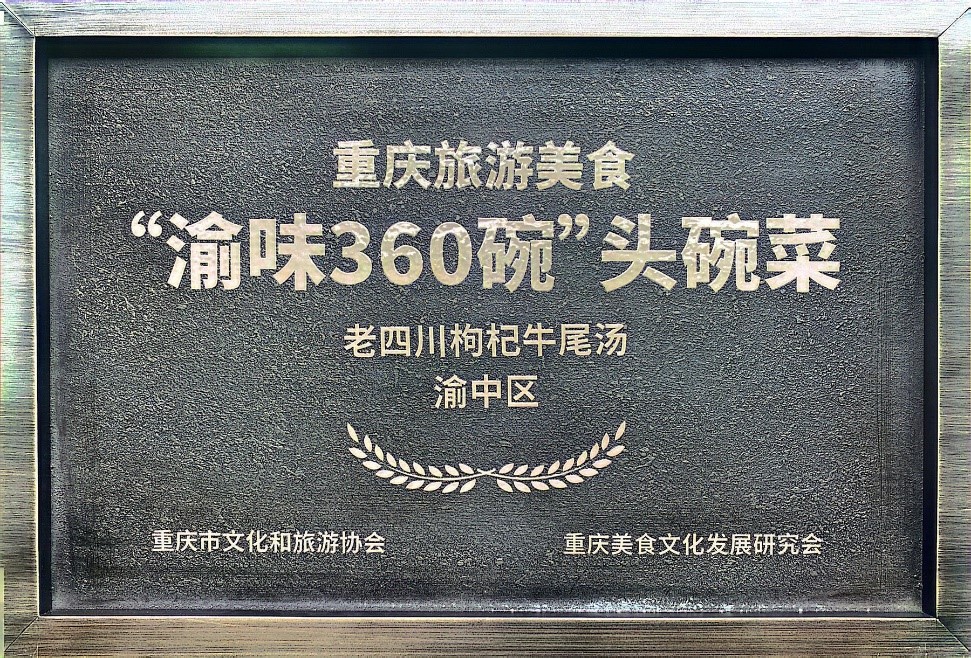 重庆旅游美食
“渝味360碗”头碗菜
老四川枸杞牛尾汤
渝中区
重庆市文化和旅游协会 重庆美食文化发展研究会